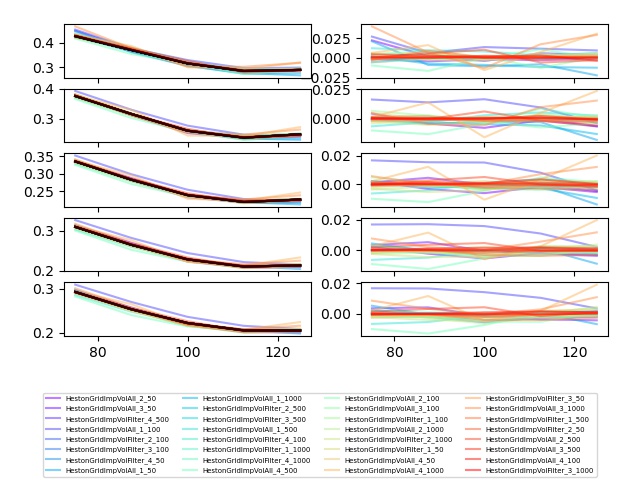 0.4
0.3
0.025
0.000
0.025
0.4
0.3
0.025
0.000
0.35
0.30
0.25
0.02
0.00
0.3
0.2
0.02
0.00
0.3
0.2
0.02
0.00
80 100 120
80 100 120
HestonGridImpVolAll_2_50 HestonGridImpVolAll_1_1000 HestonGridImpVolAll_2_100 HestonGridImpVolFilter_3_50
HestonGridImpVolAll_3_50 HestonGridImpVolFilter_2_500 HestonGridImpVolAll_3_100 HestonGridImpVolAll_3_1000
HestonGridImpVolFilter_4_500 HestonGridImpVolFilter_3_500 HestonGridImpVolFilter_1_100 HestonGridImpVolFilter_1_500
HestonGridImpVolAll_1_100 HestonGridImpVolAll_1_500 HestonGridImpVolAll_2_1000 HestonGridImpVolFilter_2_50
HestonGridImpVolFilter_2_100 HestonGridImpVolFilter_4_100 HestonGridImpVolFilter_2_1000 HestonGridImpVolAll_2_500
HestonGridImpVolFilter_3_100 HestonGridImpVolFilter_1_1000 HestonGridImpVolFilter_1_50 HestonGridImpVolAll_3_500
HestonGridImpVolFilter_4_50 HestonGridImpVolFilter_4_1000 HestonGridImpVolAll_4_50 HestonGridImpVolAll_4_100
HestonGridImpVolAll_1_50 HestonGridImpVolAll_4_500 HestonGridImpVolAll_4_1000 HestonGridImpVolFilter_3_1000